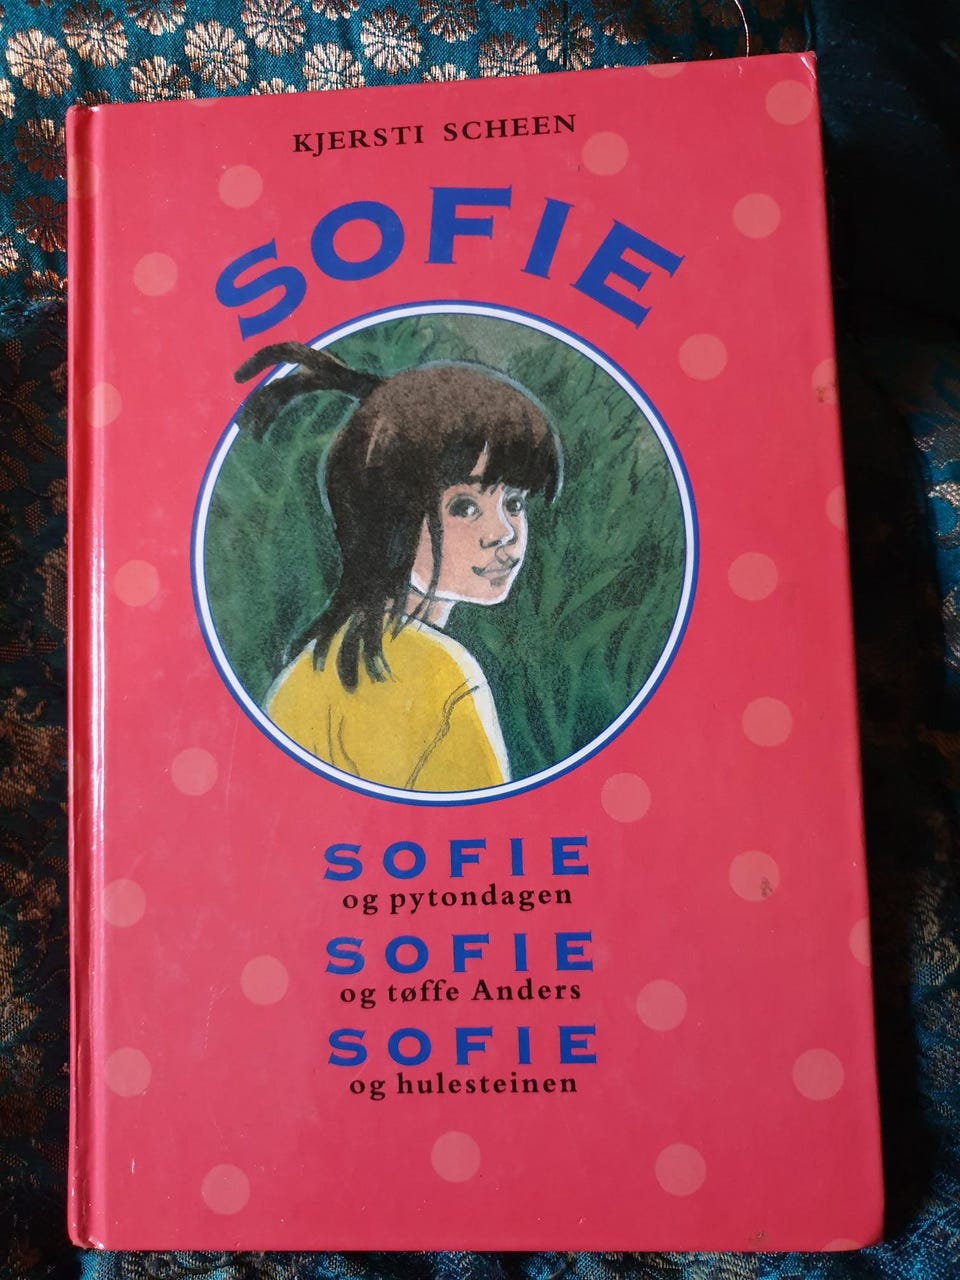 KJERSTI SCHEEN
SOFIE
SOFIE
og pytondagen
SOFIE
og tøffe Anders
SOFIE
og hulesteinen